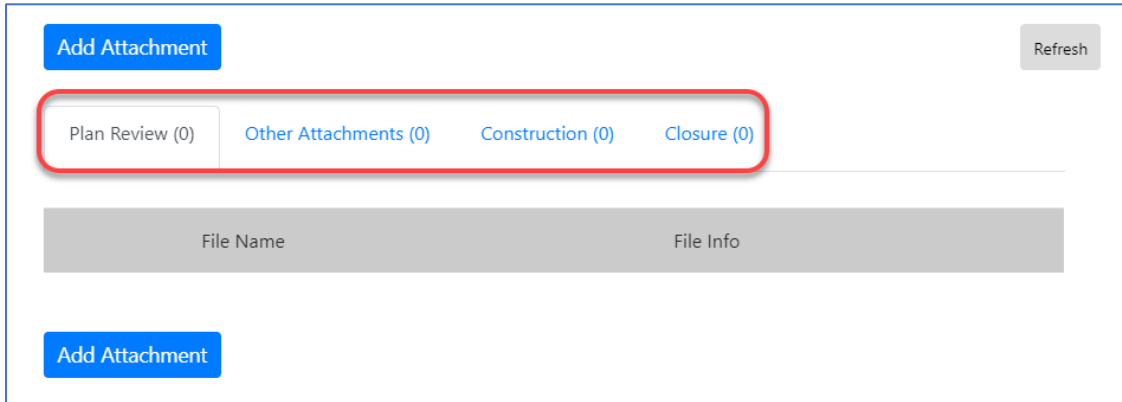 Add Attachment
Refresh
Plan Review (0) Other Attachments (0) Construction (0) Closure (0)
File Name File Info
Add Attachment